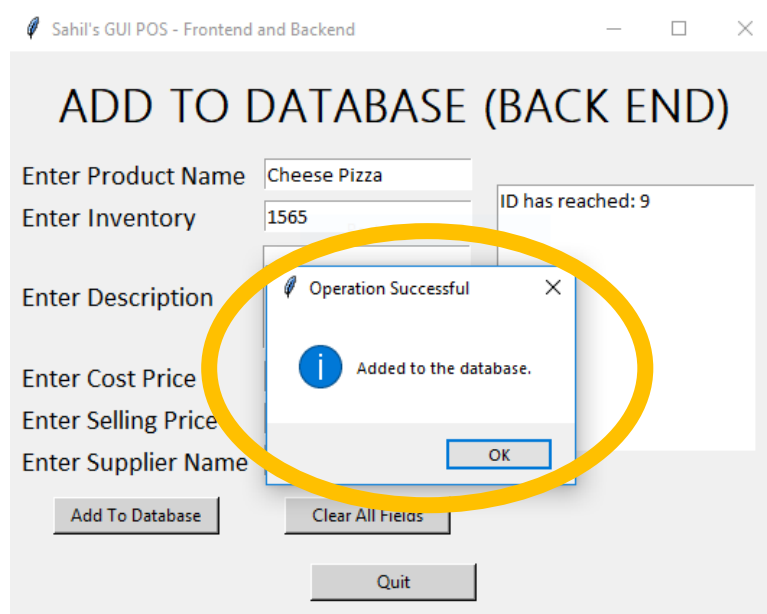 Sahil's GUI POS - Frontend and Backend
ADD TO DATABASE (BACK END)
Enter Product Name
Cheese Pizza
Enter Inventory
1565
ID has reached: 9
Enter Description
Operation Successful
Added to the database.
OK
Enter Cost Price
Enter Selling Price
Enter Supplier Name
Add To Database
Clear All Fields
Quit